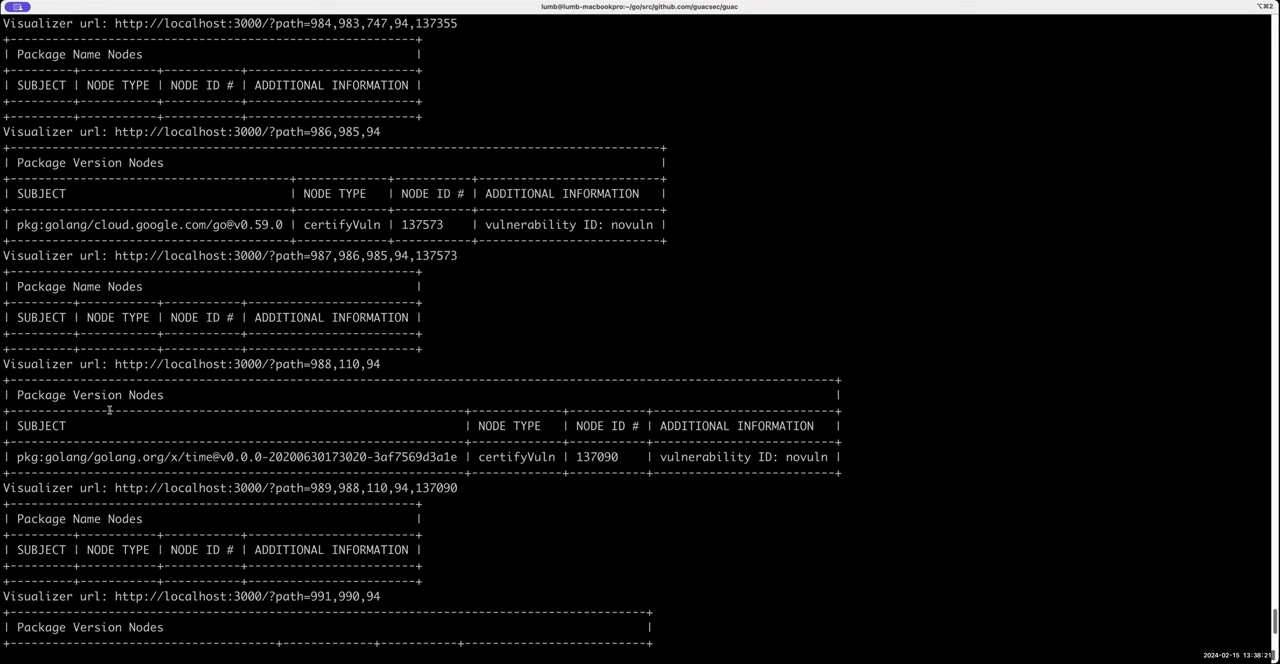 lumb@lumb-macbookpro:~/go/src/github.com/guacsec/guac
⌥⌘2
Visualizer url: http://localhost:3000/?path=984,983,747,94,137355
+----------------------------------------------------------+
| Package Name Nodes                                       |
+---------+-----------+-----------+------------------------+
| SUBJECT | NODE TYPE | NODE ID # | ADDITIONAL INFORMATION |
+---------+-----------+-----------+------------------------+
+---------+-----------+-----------+------------------------+
Visualizer url: http://localhost:3000/?path=986,985,94
+---------------------------------------------------------------------------------------------+
| Package Version Nodes                                                                       |
+----------------------------------------+-------------+-----------+--------------------------+
| SUBJECT                                | NODE TYPE   | NODE ID # | ADDITIONAL INFORMATION   |
+----------------------------------------+-------------+-----------+--------------------------+
| pkg:golang/cloud.google.com/go@v0.59.0 | certifyVuln | 137573    | vulnerability ID: novuln |
+----------------------------------------+-------------+-----------+--------------------------+
Visualizer url: http://localhost:3000/?path=987,986,985,94,137573
+----------------------------------------------------------+
| Package Name Nodes                                       |
+---------+-----------+-----------+------------------------+
| SUBJECT | NODE TYPE | NODE ID # | ADDITIONAL INFORMATION |
+---------+-----------+-----------+------------------------+
+---------+-----------+-----------+------------------------+
Visualizer url: http://localhost:3000/?path=988,110,94
+----------------------------------------------------------------------------------------------------------------------+
| Package Version Nodes                                                                                                |
+-----------------------------------------------------------------+-------------+-----------+--------------------------+
| SUBJECT                                                         | NODE TYPE   | NODE ID # | ADDITIONAL INFORMATION   |
+-----------------------------------------------------------------+-------------+-----------+--------------------------+
| pkg:golang/golang.org/x/time@v0.0.0-20200630173020-3af7569d3a1e | certifyVuln | 137090    | vulnerability ID: novuln |
+-----------------------------------------------------------------+-------------+-----------+--------------------------+
Visualizer url: http://localhost:3000/?path=989,988,110,94,137090
+----------------------------------------------------------+
| Package Name Nodes                                       |
+---------+-----------+-----------+------------------------+
| SUBJECT | NODE TYPE | NODE ID # | ADDITIONAL INFORMATION |
+---------+-----------+-----------+------------------------+
+---------+-----------+-----------+------------------------+
Visualizer url: http://localhost:3000/?path=991,990,94
+-------------------------------------------------------------------------------------------+
| Package Version Nodes                                                                     |
+--------------------------------------+-------------+-----------+--------------------------+
2024-02-15 13:38:21